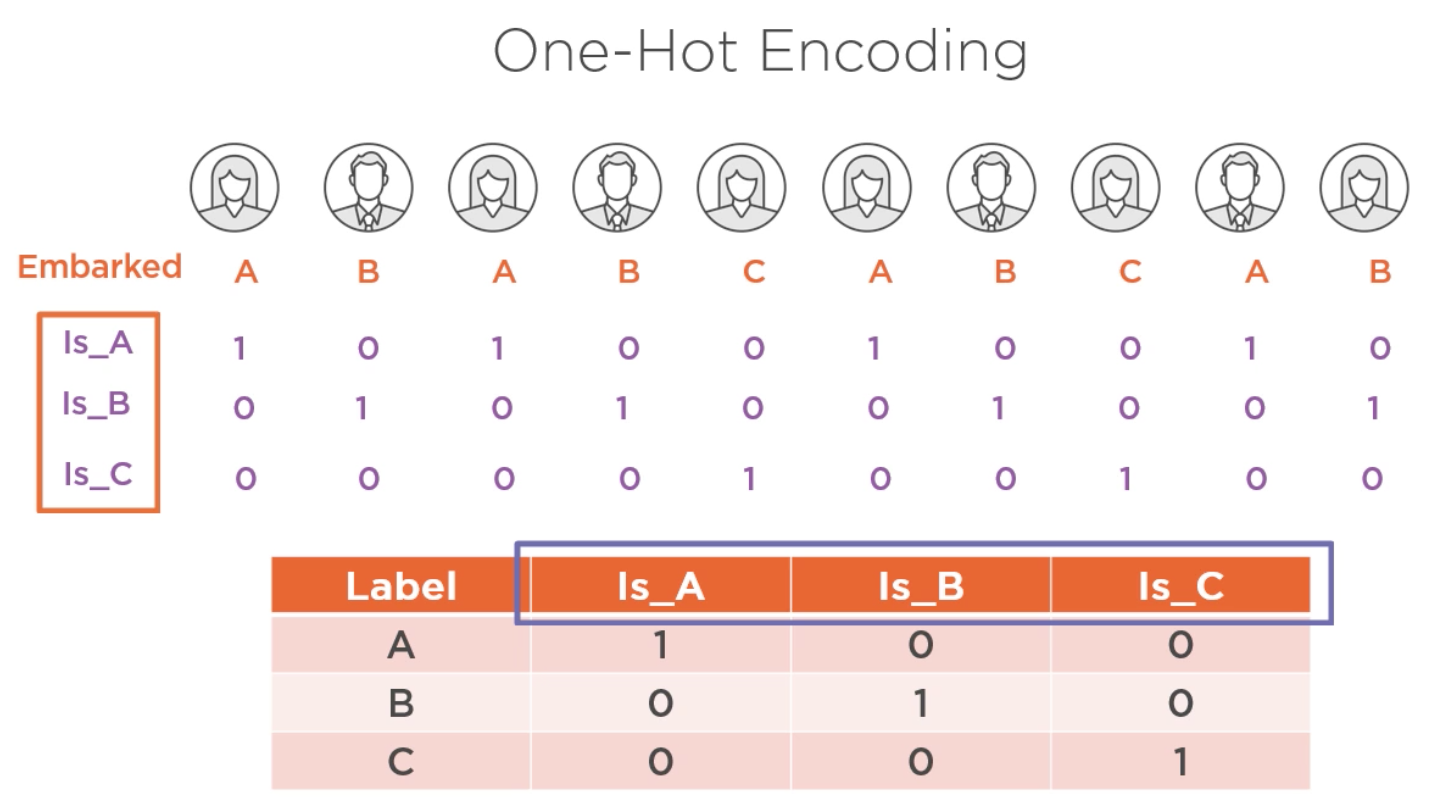 One-Hot Encoding
Embarked A B A B C A B C A B
Is_A 1 0 1 0 0 1 0 0 1 0
Is_B 0 1 0 1 0 0 1 0 0 1
Is_C 0 0 0 0 1 0 0 1 0 0
Label Is_A Is_B Is_C
A 1 0 0
B 0 1 0
C 0 0 1